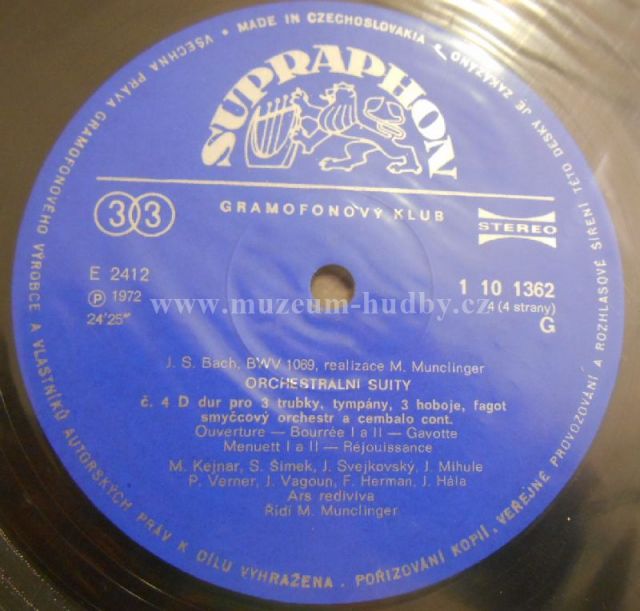 VŠECHNA PRÁVA GRAMOFONOVÉHO VÝROBCE A VLASTNÍKŮ AUTORSKÝCH PRÁV K DÍLU VYHRAŽENA . POŘIZOVÁNÍ KOPIÍ, VEŘEJNÉ PROVOZOVÁNÍ A ROZHLASOVÉ ŠÍŘENÍ TÉTO DESKY JE ZAKÁZÁNO • MADE IN CZECHOSLOVAKIA •
SUPRAPHON
33
GRAMOFONOVÝ KLUB
STEREO
E 2412
1 10 1362
℗ 1972
4 (4 strany)
24'25"
G
www.muzeum-hudby.cz
J. S. Bach, BWV 1069, realizace M. Munclinger
ORCHESTRÁLNÍ SUITY
č. 4 D dur pro 3 trubky, tympány, 3 hoboje, fagot
smyčcový orchestr a cembalo cont.
Ouverture — Bourrée I a II — Gavotte
Menuett I a II — Réjouissance
M. Kejnar, S. Šimek, J. Svejkovský, J. Mihule
P. Verner, J. Vagoun, F. Herman, J. Hála
Ars rediviva
Řídí M. Munclinger